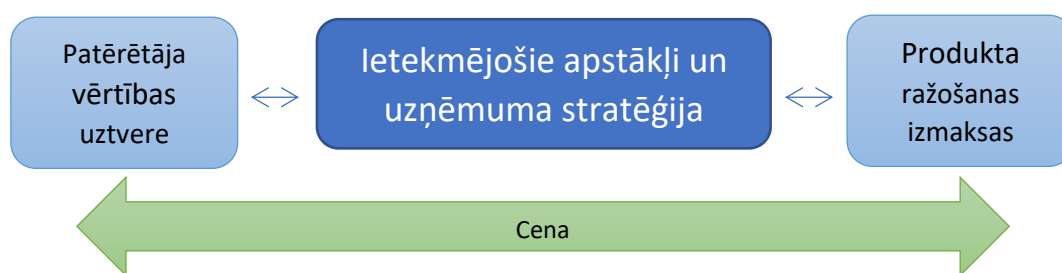 Patērētāja
vērtības
uztvere
Ietekmējošie apstākļi un
uzņēmuma stratēģija
Produkta
ražošanas
izmaksas
Cena